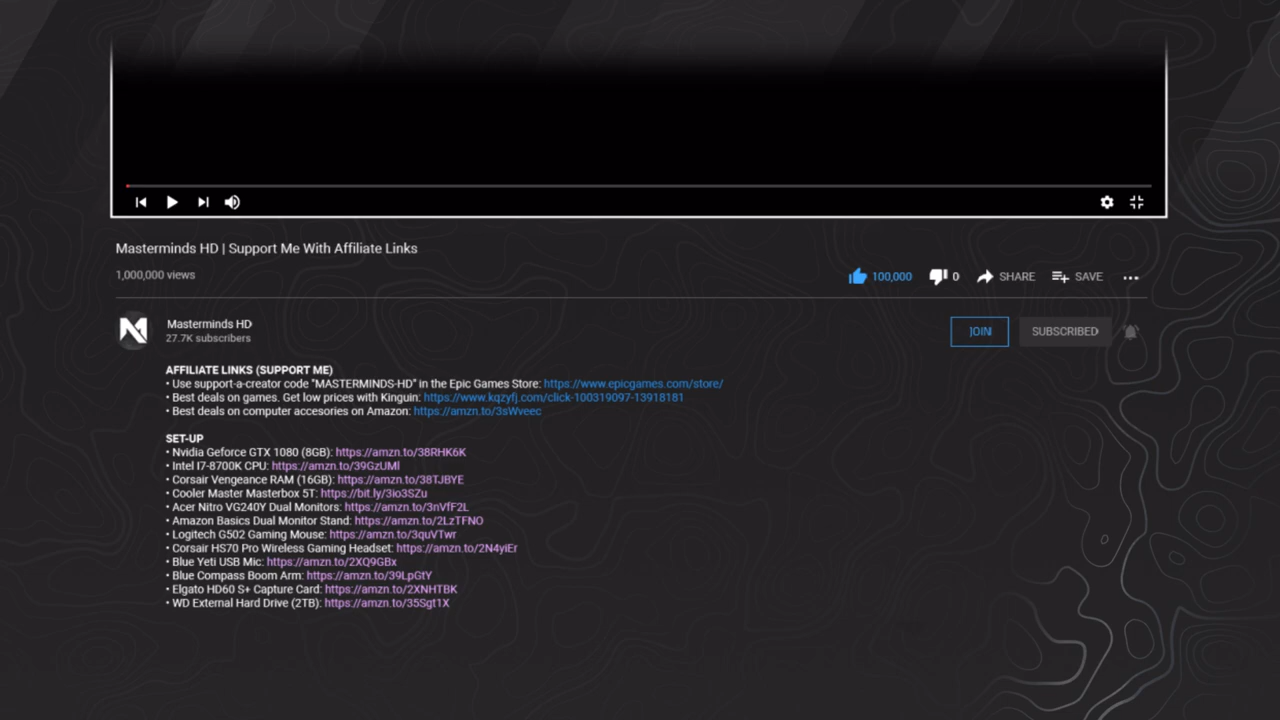 Masterminds HD | Support Me With Affiliate Links
1,000,000 views
100,000
0
SHARE
SAVE
Masterminds HD
27.7K subscribers
JOIN
SUBSCRIBED
AFFILIATE LINKS (SUPPORT ME)
• Use support-a-creator code "MASTERMINDS-HD" in the Epic Games Store: https://www.epicgames.com/store/
• Best deals on games. Get low prices with Kinguin: https://www.kqzyfj.com/click-100319097-13918181
• Best deals on computer accesories on Amazon: https://amzn.to/3sWveec
SET-UP
• Nvidia Geforce GTX 1080 (8GB): https://amzn.to/38RHK6K
• Intel I7-8700K CPU: https://amzn.to/39GzUMl
• Corsair Vengeance RAM (16GB): https://amzn.to/38TJBYE
• Cooler Master Masterbox 5T: https://bit.ly/3io3SZu
• Acer Nitro VG240Y Dual Monitors: https://amzn.to/3nVfF2L
• Amazon Basics Dual Monitor Stand: https://amzn.to/2LzTFNO
• Logitech G502 Gaming Mouse: https://amzn.to/3quVTwr
• Corsair HS70 Pro Wireless Gaming Headset: https://amzn.to/2N4yiEr
• Blue Yeti USB Mic: https://amzn.to/2XQ9GBx
• Blue Compass Boom Arm: https://amzn.to/39LpGtY
• Elgato HD60 S+ Capture Card: https://amzn.to/2XNHTBK
• WD External Hard Drive (2TB): https://amzn.to/35Sgt1X